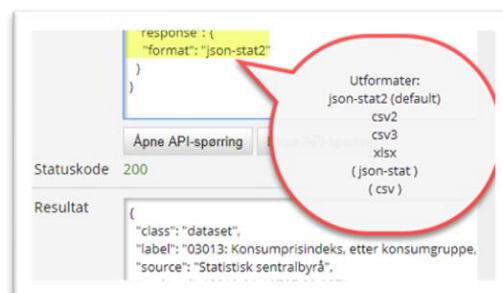 "response": {
"format": "json-stat2"
}
}
Utformater:
json-stat2 (default)
csv2
csv3
xlsx
( json-stat )
( csv )
Åpne API-spørring
Statuskode 200
Resultat
{
"class": "dataset",
"label": "03013: Konsumprisindeks, etter konsumgruppe,
"source": "Statistisk sentralbyrå",